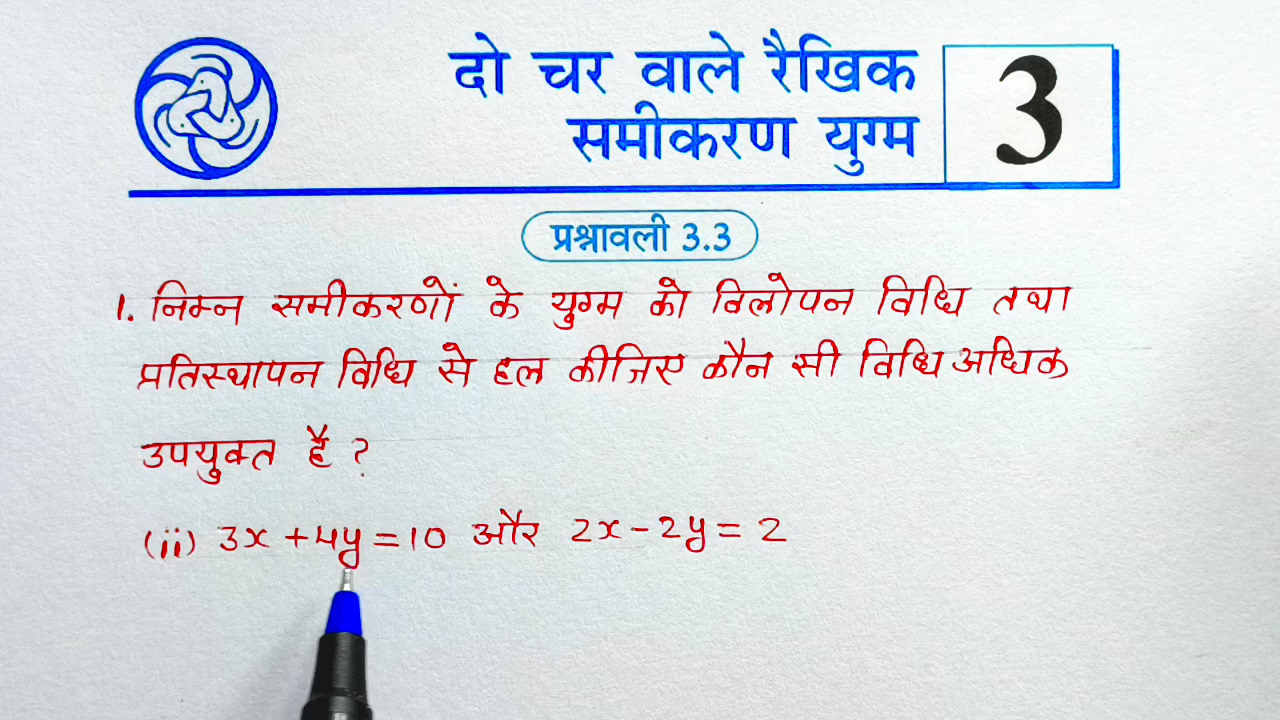 दो चर वाले रैखिक
समीकरण युग्म
3
प्रश्नावली 3.3
1. निम्न समीकरणों के युग्म को विलोपन विधि तथा
प्रतिस्थापन विधि से हल कीजिए कौन सी विधि अधिक
उपयुक्त है ?
(ii) 3x + 4y = 10 और 2x - 2y = 2